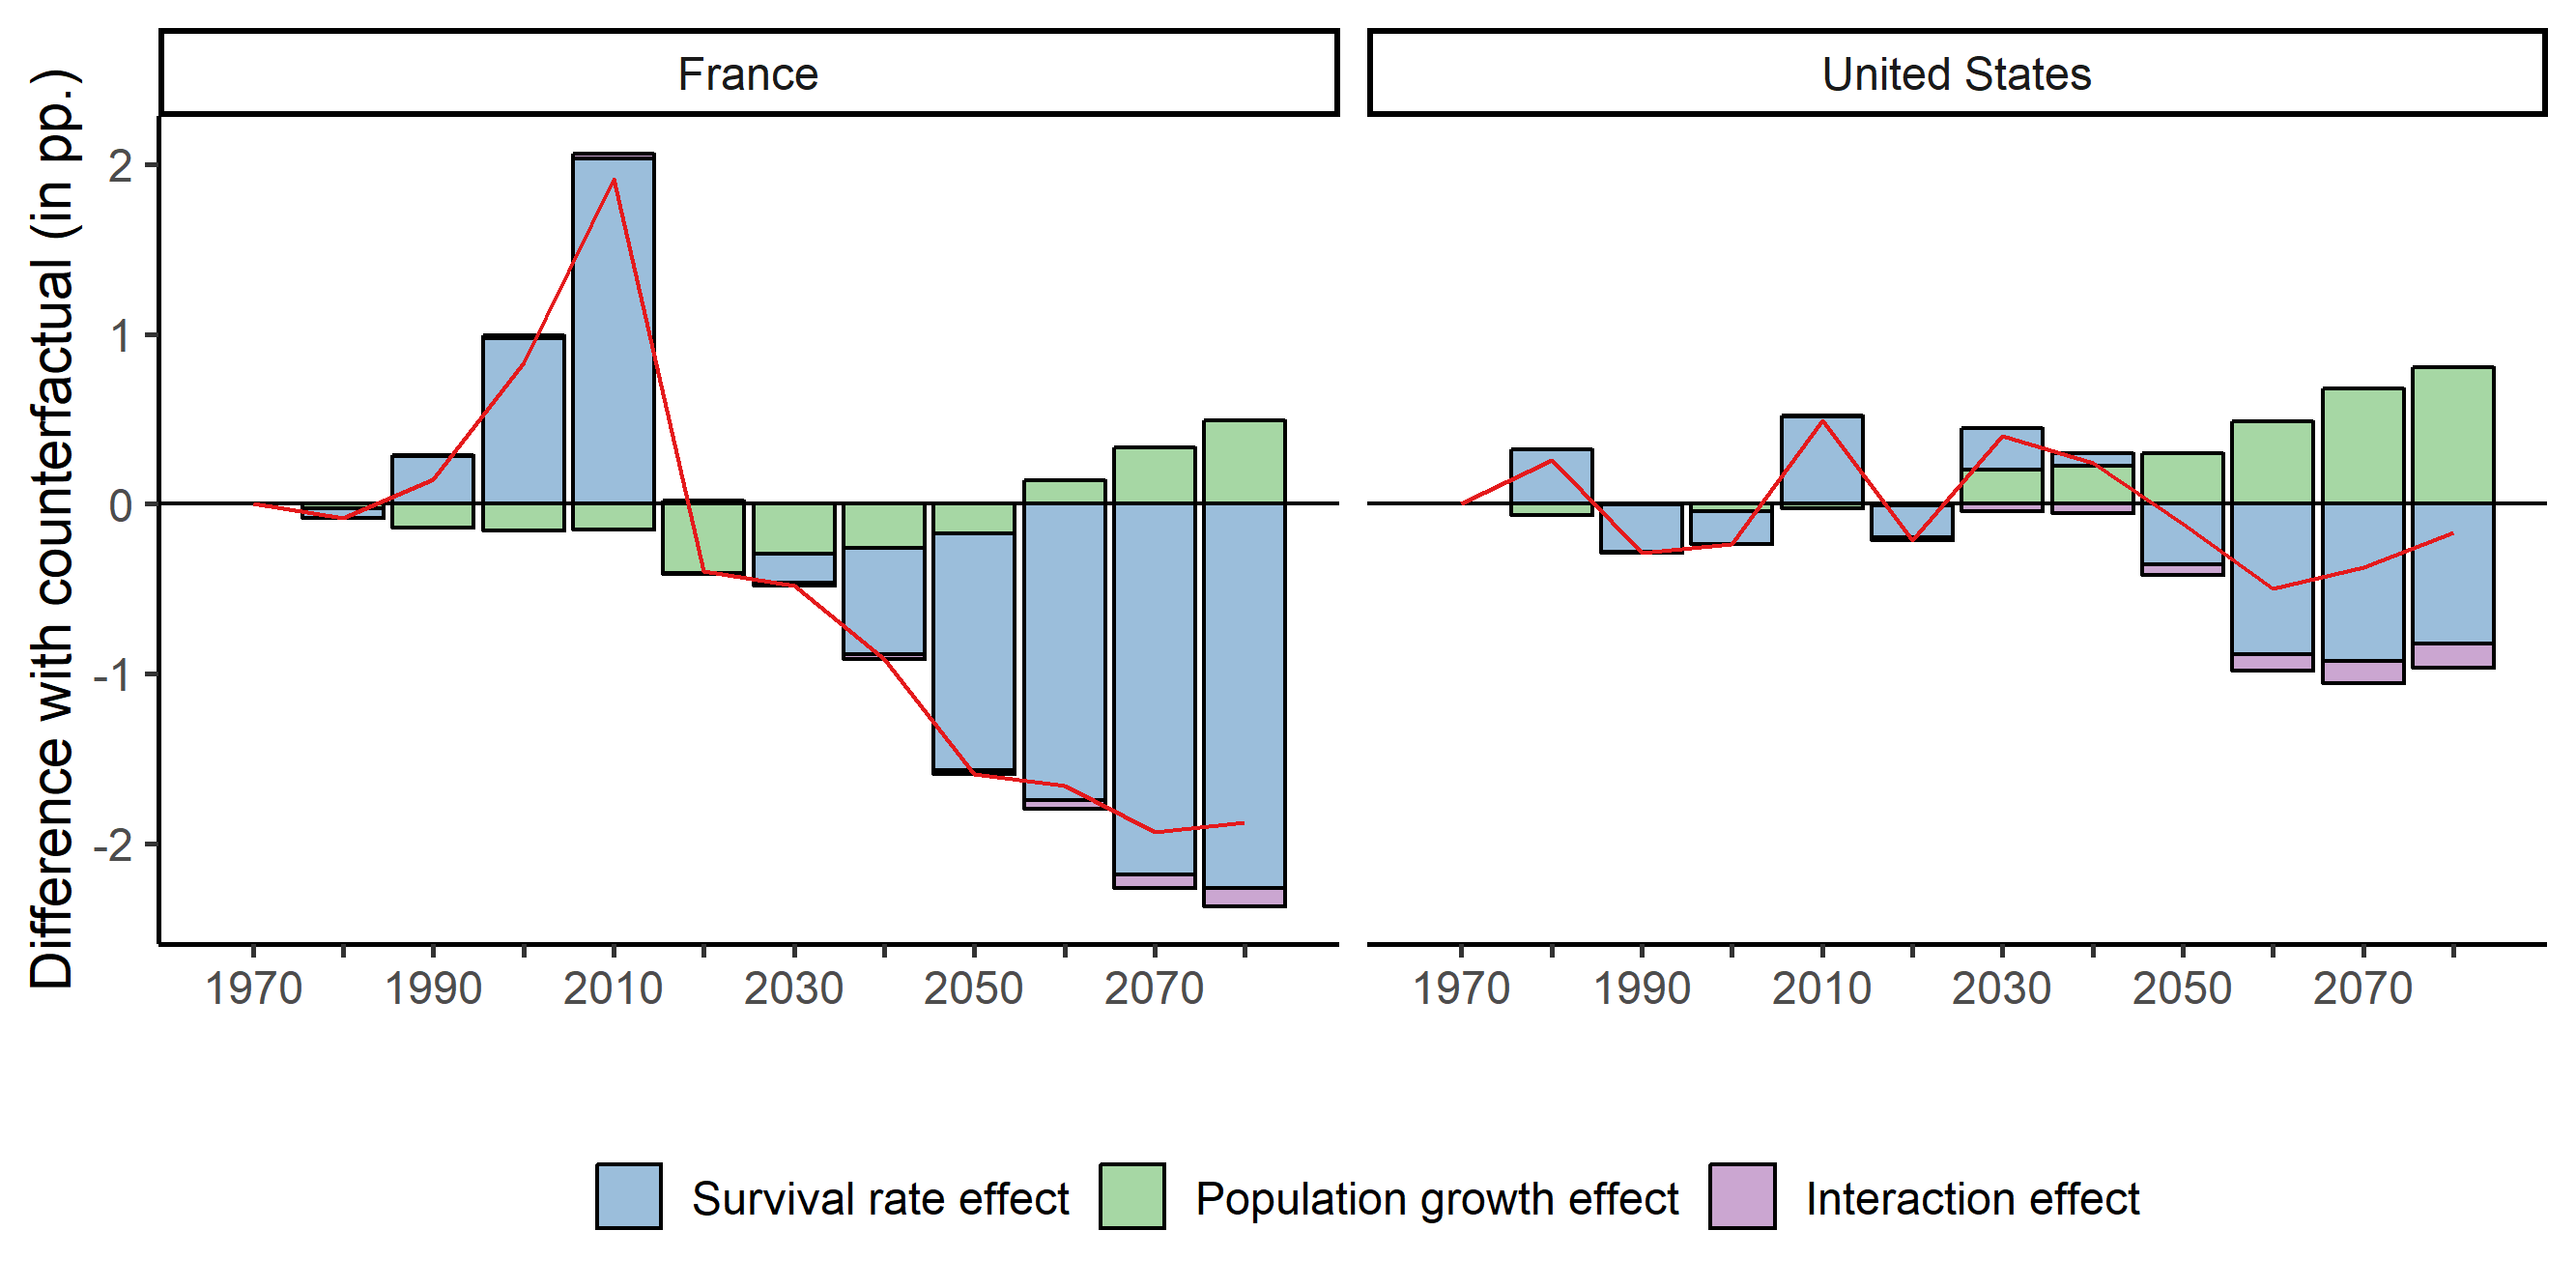 France
United States
Difference with counterfactual (in pp.)
2
1
0
-1
-2
1970 1990 2010 2030 2050 2070
1970 1990 2010 2030 2050 2070
Survival rate effect Population growth effect Interaction effect